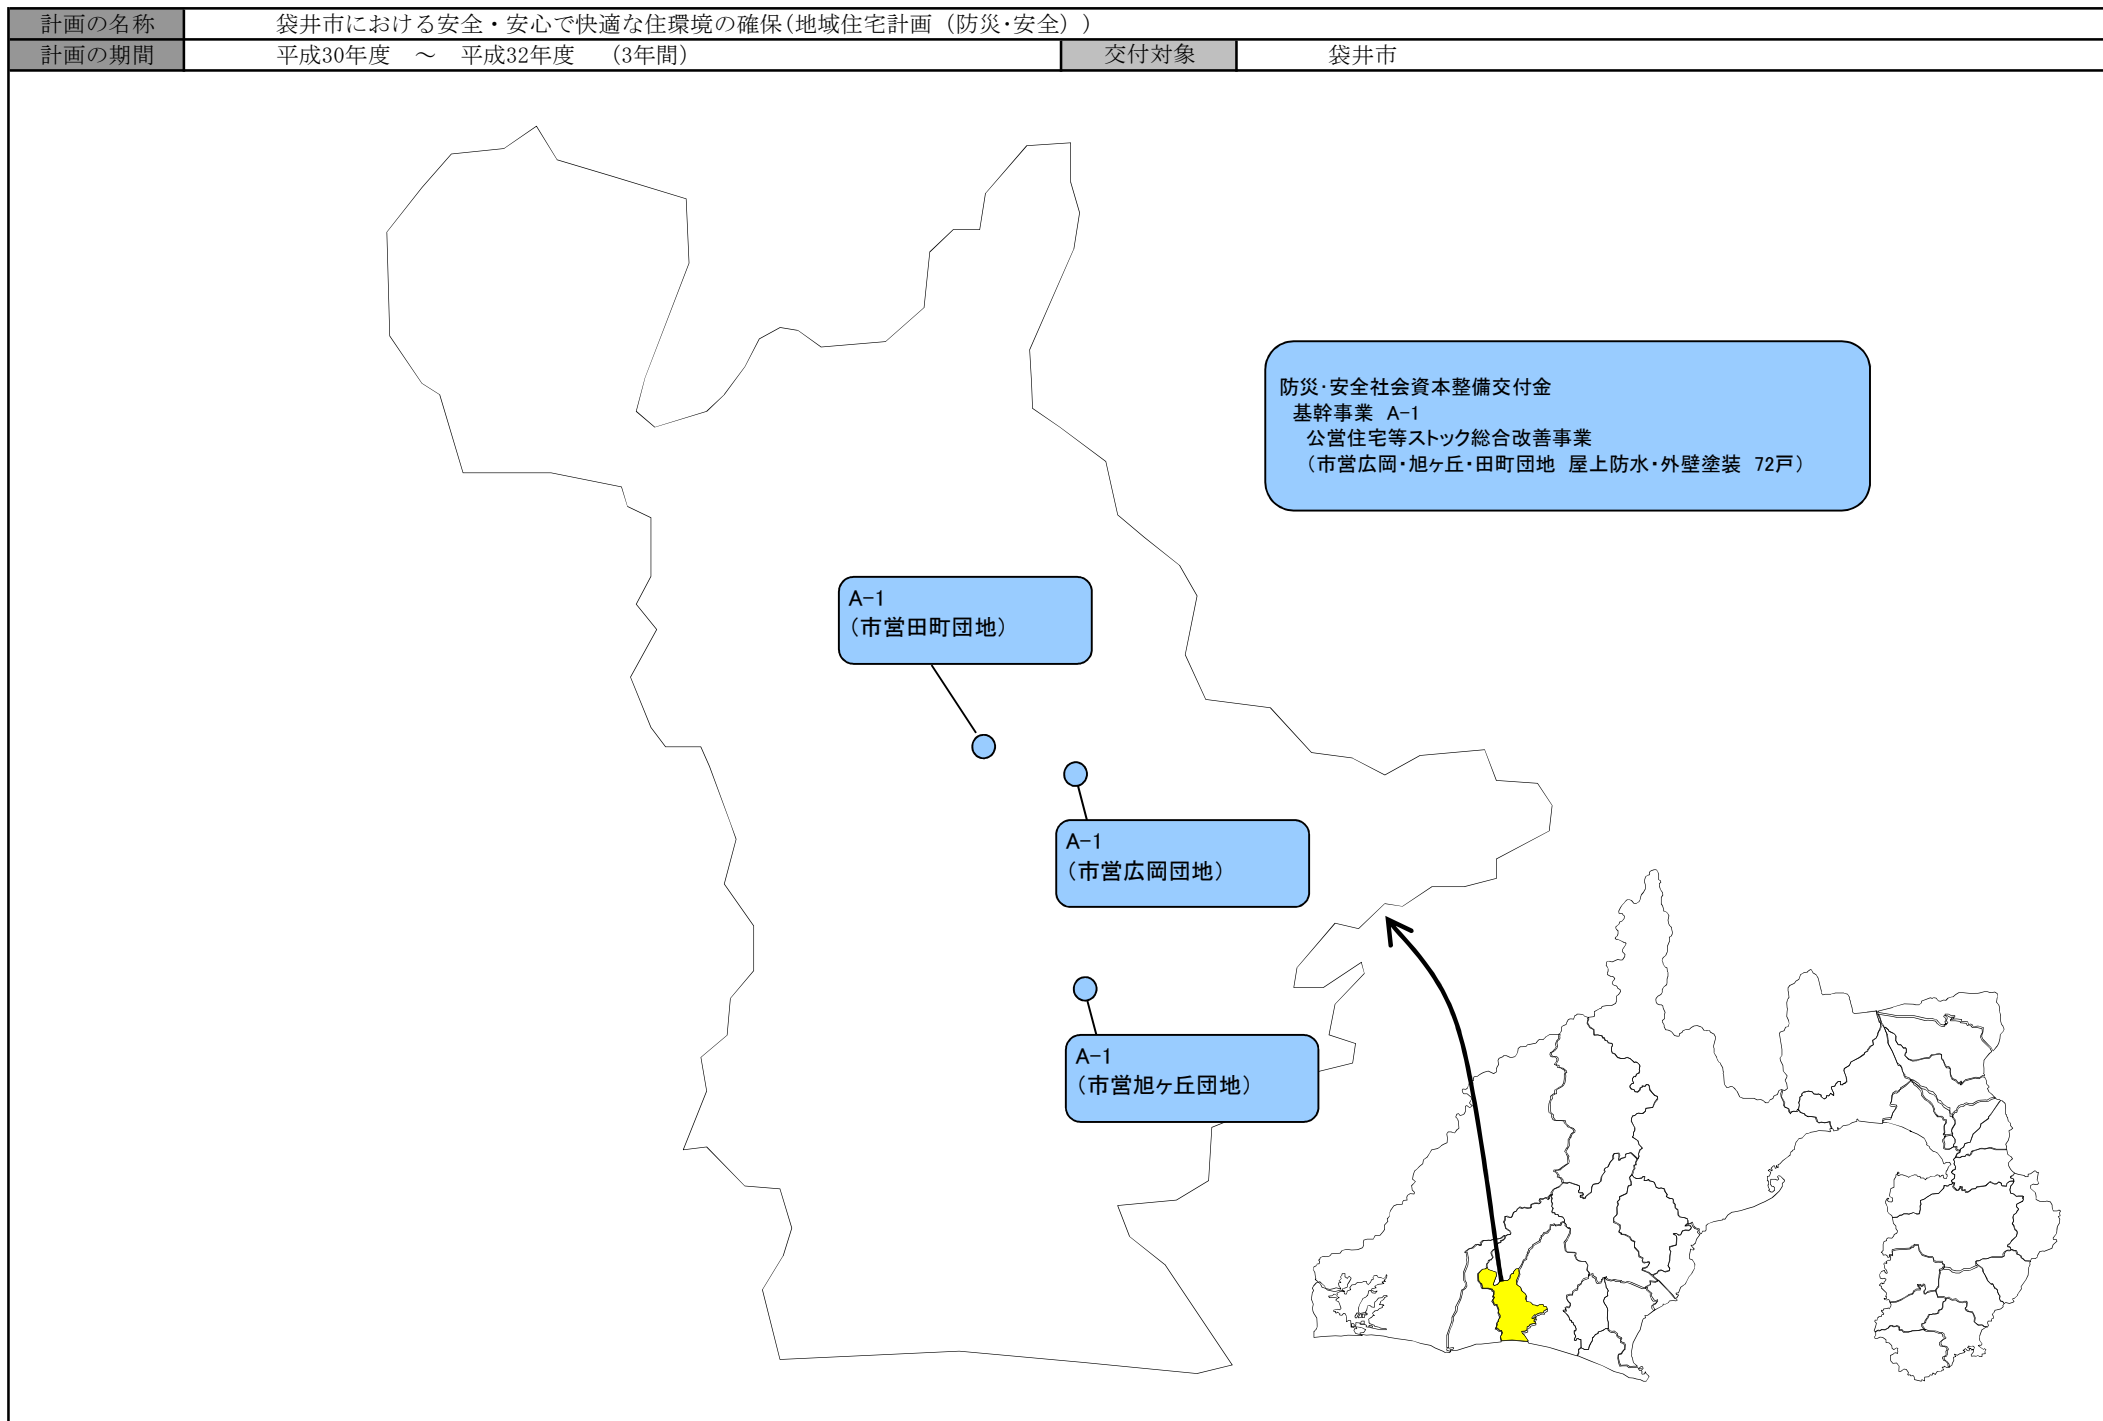 計画の名称 袋井市における安全・安心で快適な住環境の確保(地域住宅計画（防災・安全）)
計画の期間 平成30年度 ～ 平成32年度 （3年間） 交付対象 袋井市
防災・安全社会資本整備交付金
基幹事業 A-1
公営住宅等ストック総合改善事業
（市営広岡・旭ヶ丘・田町団地 屋上防水・外壁塗装 72戸）
A-1
（市営田町団地）
A-1
（市営広岡団地）
A-1
（市営旭ヶ丘団地）